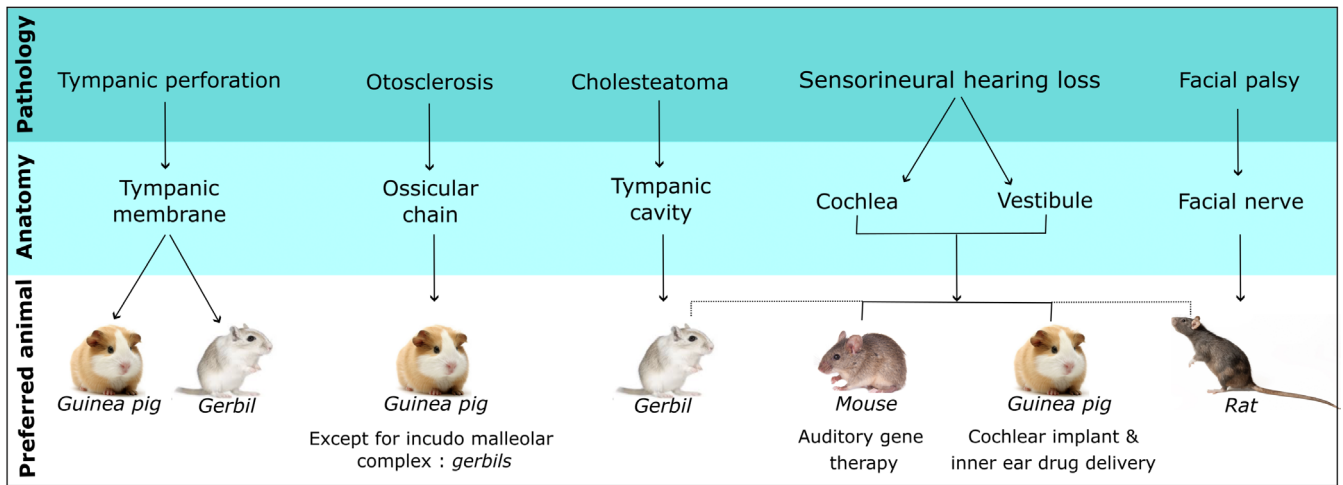 Pathology
Tympanic perforation
Otosclerosis
Cholesteatoma
Sensorineural hearing loss
Facial palsy
Anatomy
Tympanic
membrane
Ossicular
chain
Tympanic
cavity
Cochlea
Vestibule
Facial nerve
Preferred animal
Guinea pig
Gerbil
Guinea pig
Except for incudo malleolar
complex : gerbils
Gerbil
Mouse
Auditory gene
therapy
Guinea pig
Cochlear implant &
inner ear drug delivery
Rat